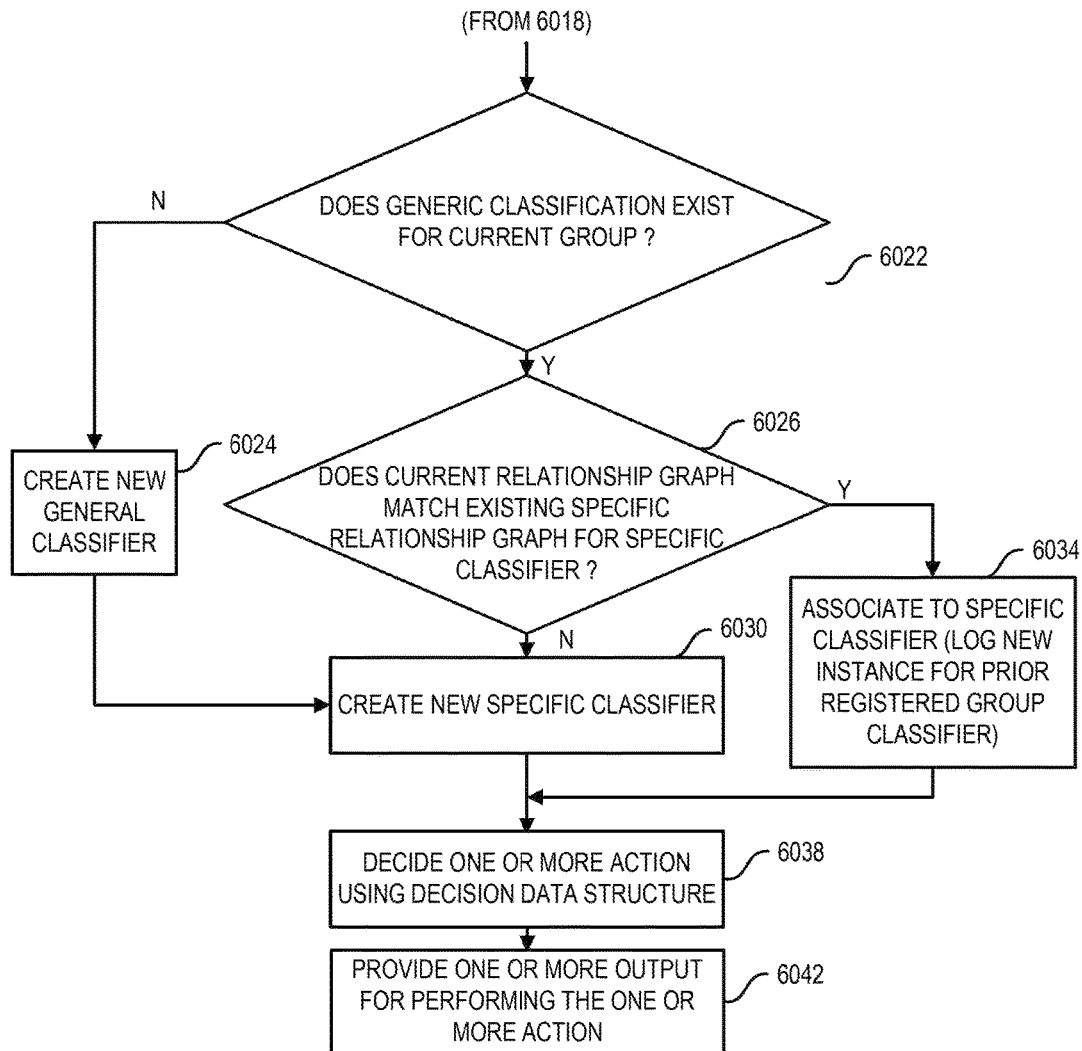 (FROM 6018)
N
DOES GENERIC CLASSIFICATION EXIST
FOR CURRENT GROUP ?
6022
Y
6024
6026
CREATE NEW
GENERAL
CLASSIFIER
DOES CURRENT RELATIONSHIP GRAPH
MATCH EXISTING SPECIFIC
RELATIONSHIP GRAPH FOR SPECIFIC
CLASSIFIER ?
Y
6034
ASSOCIATE TO SPECIFIC
CLASSIFIER (LOG NEW
INSTANCE FOR PRIOR
REGISTERED GROUP
CLASSIFIER)
N
6030
CREATE NEW SPECIFIC CLASSIFIER
DECIDE ONE OR MORE ACTION
USING DECISION DATA STRUCTURE
6038
PROVIDE ONE OR MORE OUTPUT
FOR PERFORMING THE ONE OR
MORE ACTION
6042